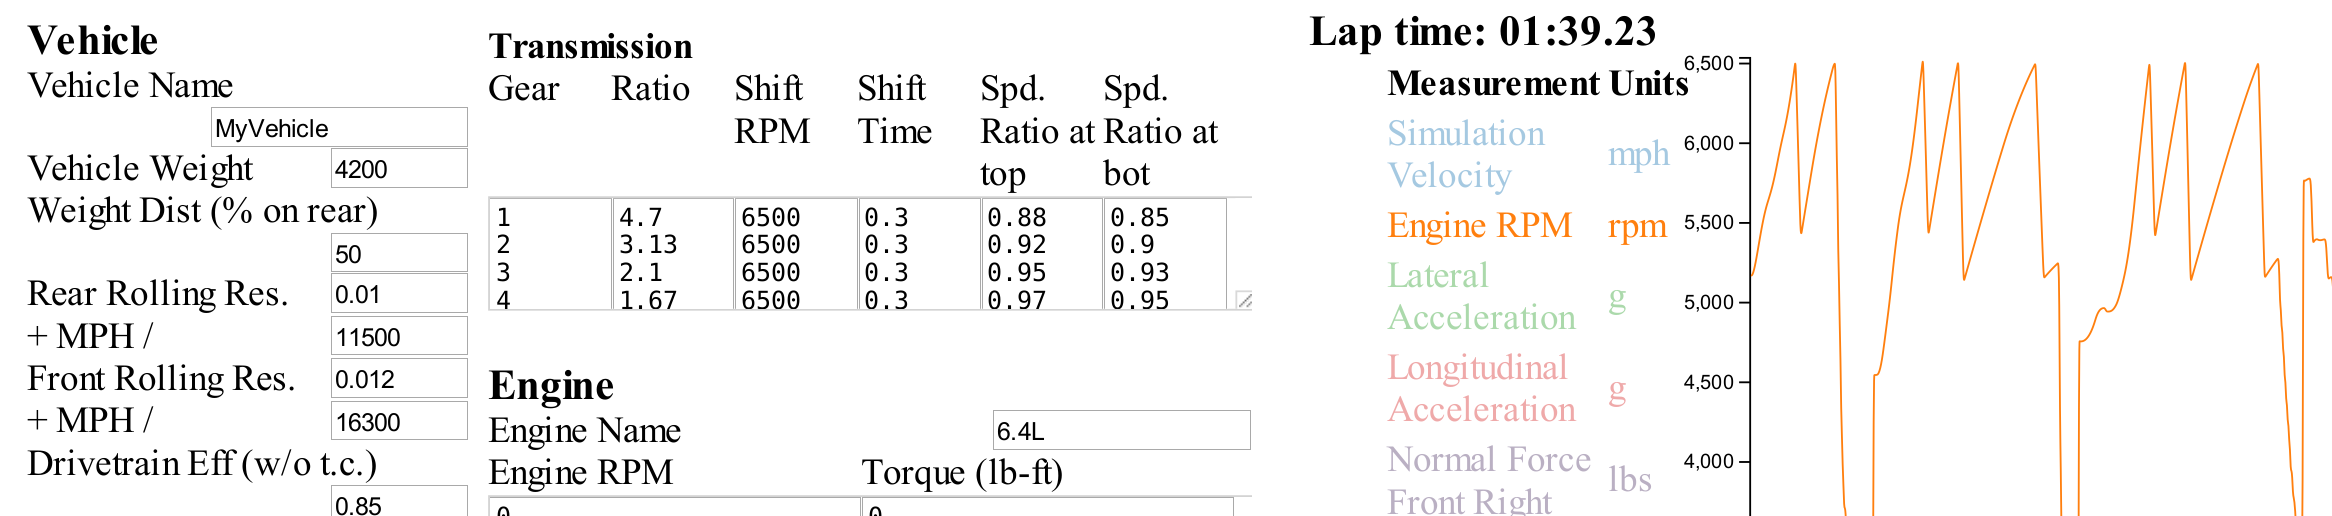 Vehicle
Vehicle Name
MyVehicle
Vehicle Weight 4200
Weight Dist (% on rear)
50
Rear Rolling Res. 0.01
+ MPH / 11500
Front Rolling Res. 0.012
+ MPH / 16300
Drivetrain Eff (w/o t.c.)
0.85
Transmission
Gear Ratio Shift RPM Shift Time Spd. Ratio at top Spd. Ratio at bot
1 4.7 6500 0.3 0.88 0.85
2 3.13 6500 0.3 0.92 0.9
3 2.1 6500 0.3 0.95 0.93
4 1.67 6500 0.3 0.97 0.95
Engine
Engine Name 6.4L
Engine RPM Torque (lb-ft)
0 0
Lap time: 01:39.23
Measurement Units
Simulation Velocity mph
Engine RPM rpm
Lateral Acceleration g
Longitudinal Acceleration g
Normal Force Front Right lbs
6,500
6,000
5,500
5,000
4,500
4,000